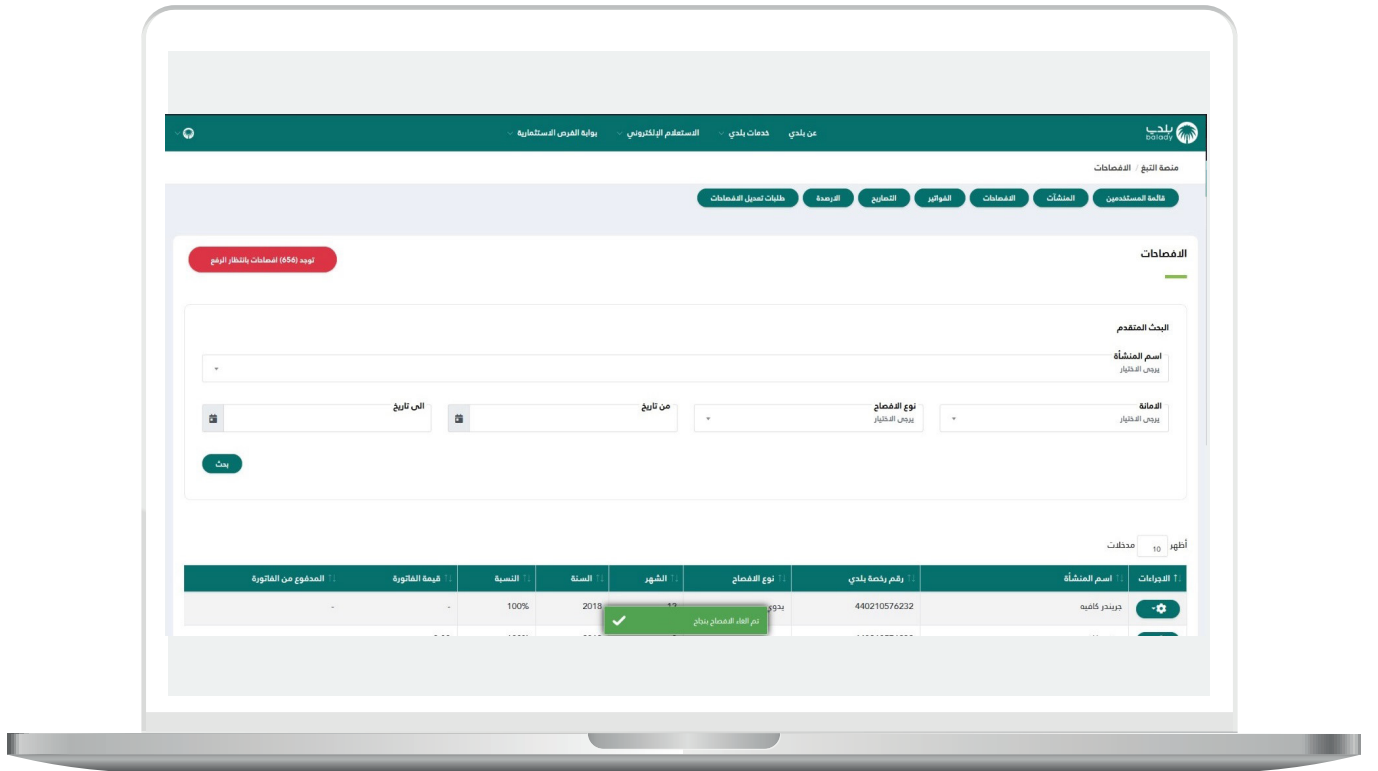 بلدي
balady
عن بلدي
خدمات بلدي
الاستعلام الإلكتروني
بوابة الفرص الاستثمارية
منصة التبغ / الافصاحات
قائمة المستخدمين
المنشآت
الافصاحات
الفواتير
التصاريح
الارصدة
طلبات تعديل الافصاحات
الافصاحات
توجد (656) افصاحات بانتظار الرفع
البحث المتقدم
اسم المنشأة
يرجى الاختيار
الامانة
نوع الافصاح
من تاريخ
الى تاريخ
يرجى الاختيار
يرجى الاختيار
بحث
أظهر 10 مدخلات
الاجراءات
اسم المنشأة
رقم رخصة بلدي
نوع الافصاح
الشهر
السنة
النسبة
قيمة الفاتورة
المدفوع من الفاتورة
جريندر كافيه
440210576232
يدوي
2018
100%
-
-
تم الغاء الافصاح بنجاح